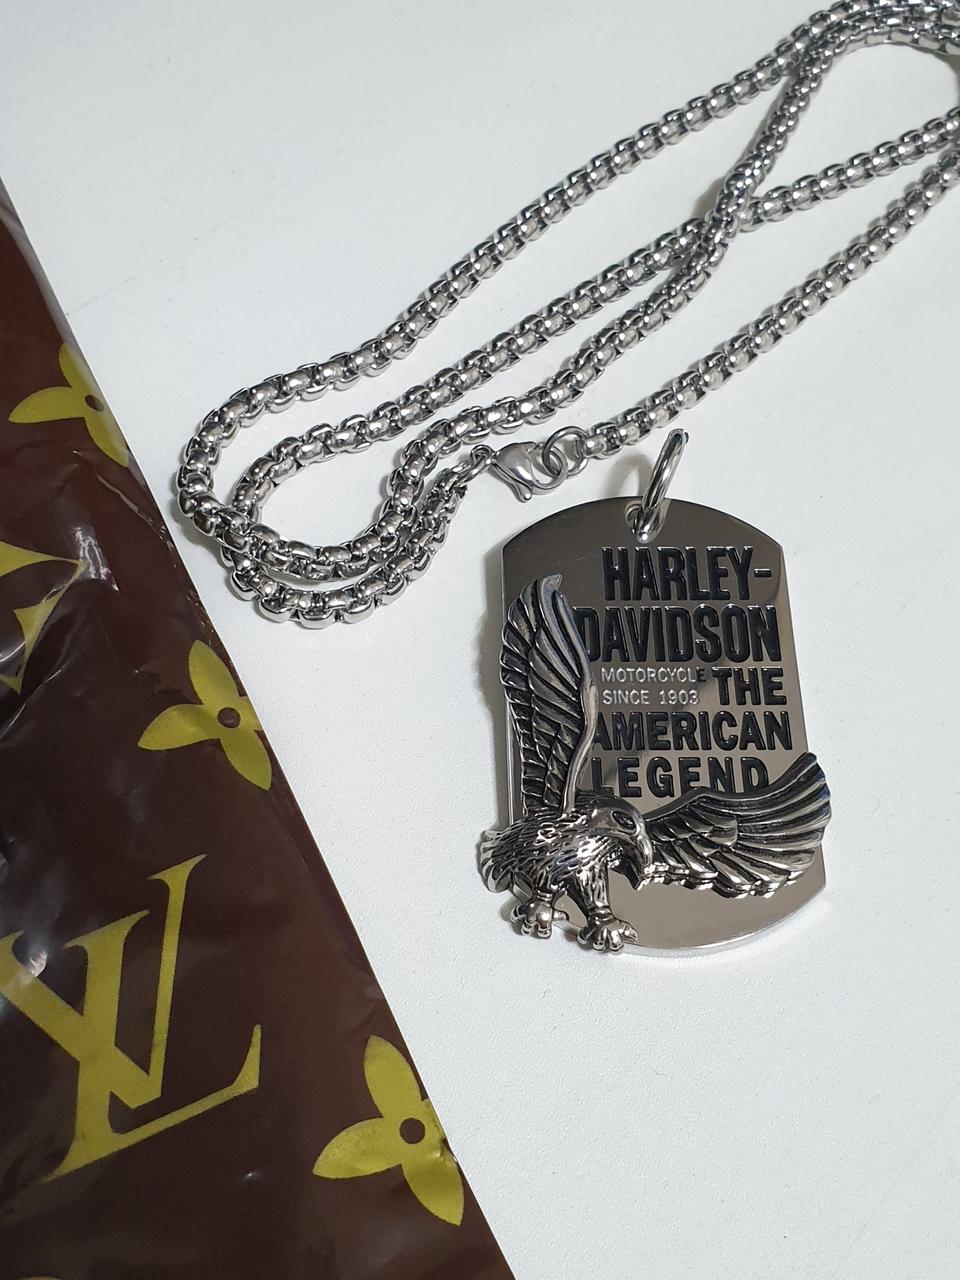 HARLEY-
DAVIDSON
MOTORCYCLE THE
SINCE 1903
AMERICAN
LEGEND
LV